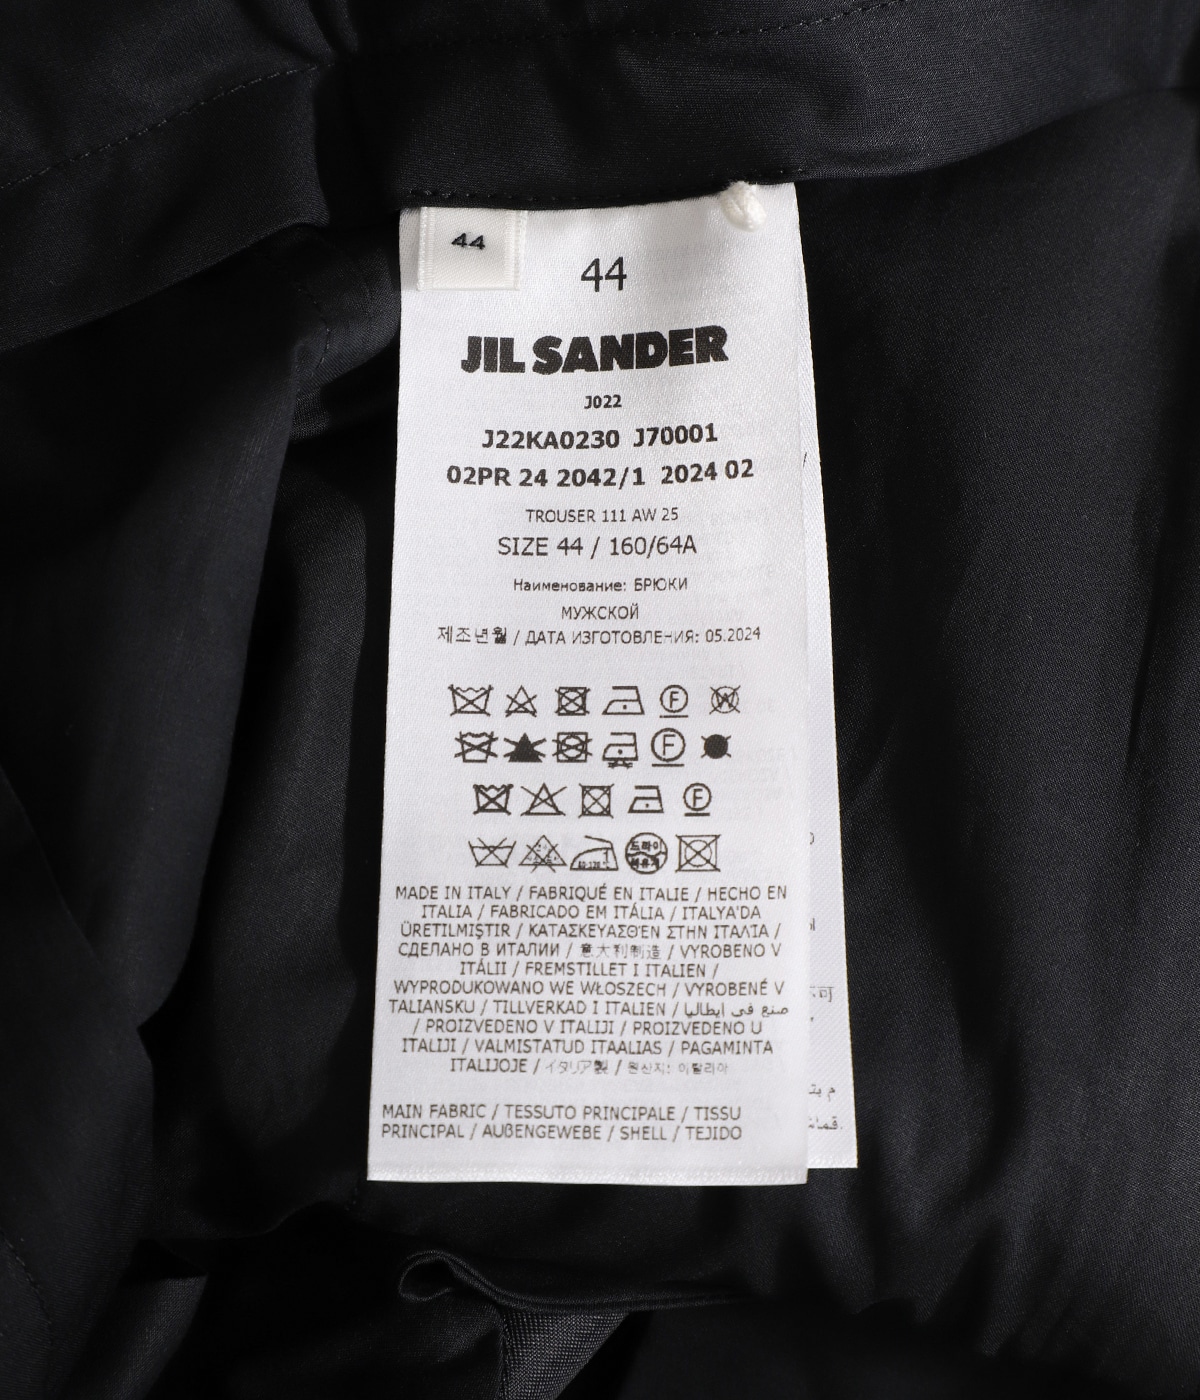 44
44
JIL SANDER
J022
J22KA0230 J70001
02PR 24 2042/1 2024 02
TROUSER 111 AW 25
SIZE 44 / 160/64A
Наименование: БРЮКИ
МУЖСКОЙ
제조년월 / ДАТА ИЗГОТОВЛЕНИЯ: 05.2024
F W
F
F
드라이
MADE IN ITALY / FABRIQUÉ EN ITALIE / HECHO EN
ITALIA / FABRICADO EM ITÁLIA / ITALYA'DA
ÜRETILMIŞTIR / ΚΑΤΑΣΚΕΥΑΣΘΕΝ ΣΤΗΝ ΙΤΑΛΊΑ /
СДЕЛАНО В ИТАЛИИ / 意大利制造 / VYROBENO V
ITÁLII / FREMSTILLET I ITALIEN /
WYPRODUKOWANO WE WŁOSZECH / VYROBENÉ V
TALIANSKU / TILLVERKAD I ITALIEN / صنع في ايطاليا
/ PROIZVEDENO V ITALIJI / PROIZVEDENO U
ITALIJI / VALMISTATUD ITAALIAS / PAGAMINTA
ITALIJOJE / イタリア製 / 원산지: 이탈리아
MAIN FABRIC / TESSUTO PRINCIPALE / TISSU
PRINCIPAL / AUßENGEWEBE / SHELL / TEJIDO